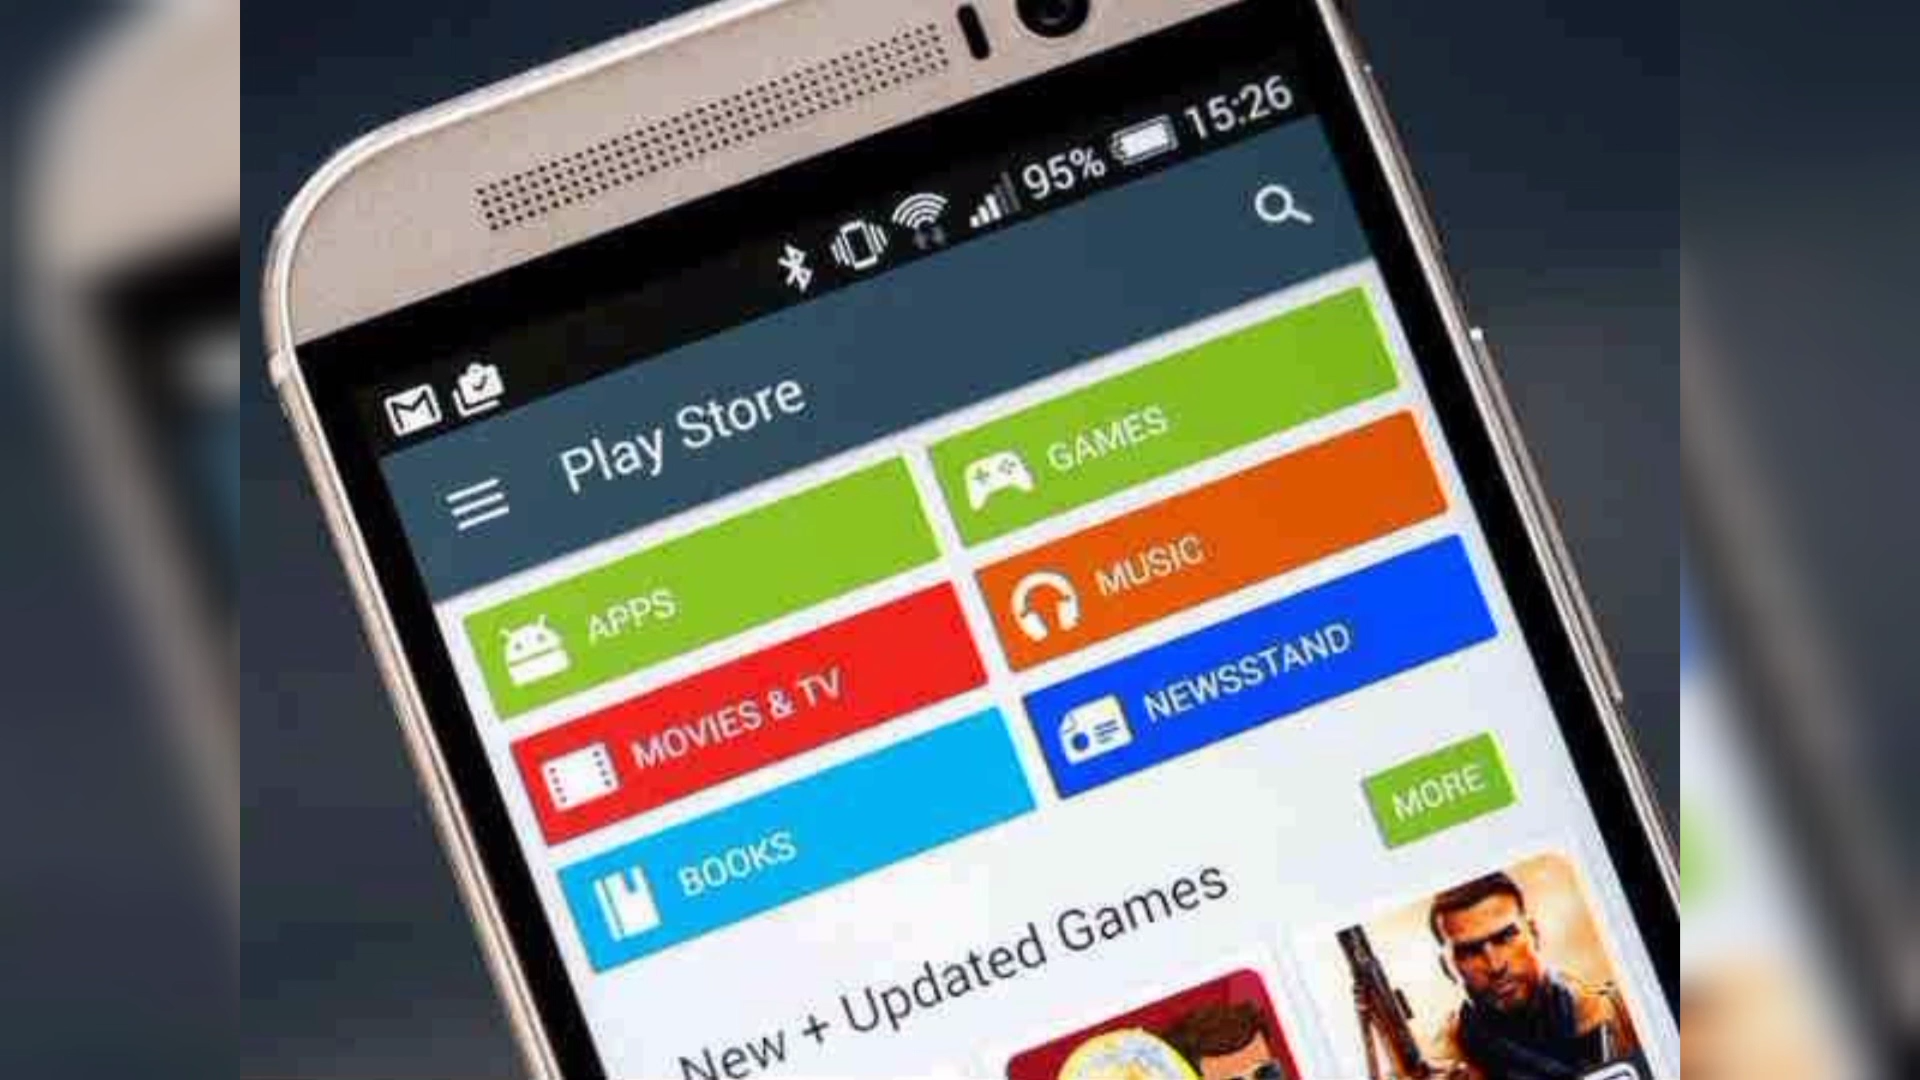 95% 15:26
Play Store
APPS
GAMES
MOVIES & TV
MUSIC
BOOKS
NEWSSTAND
New + Updated Games
MORE